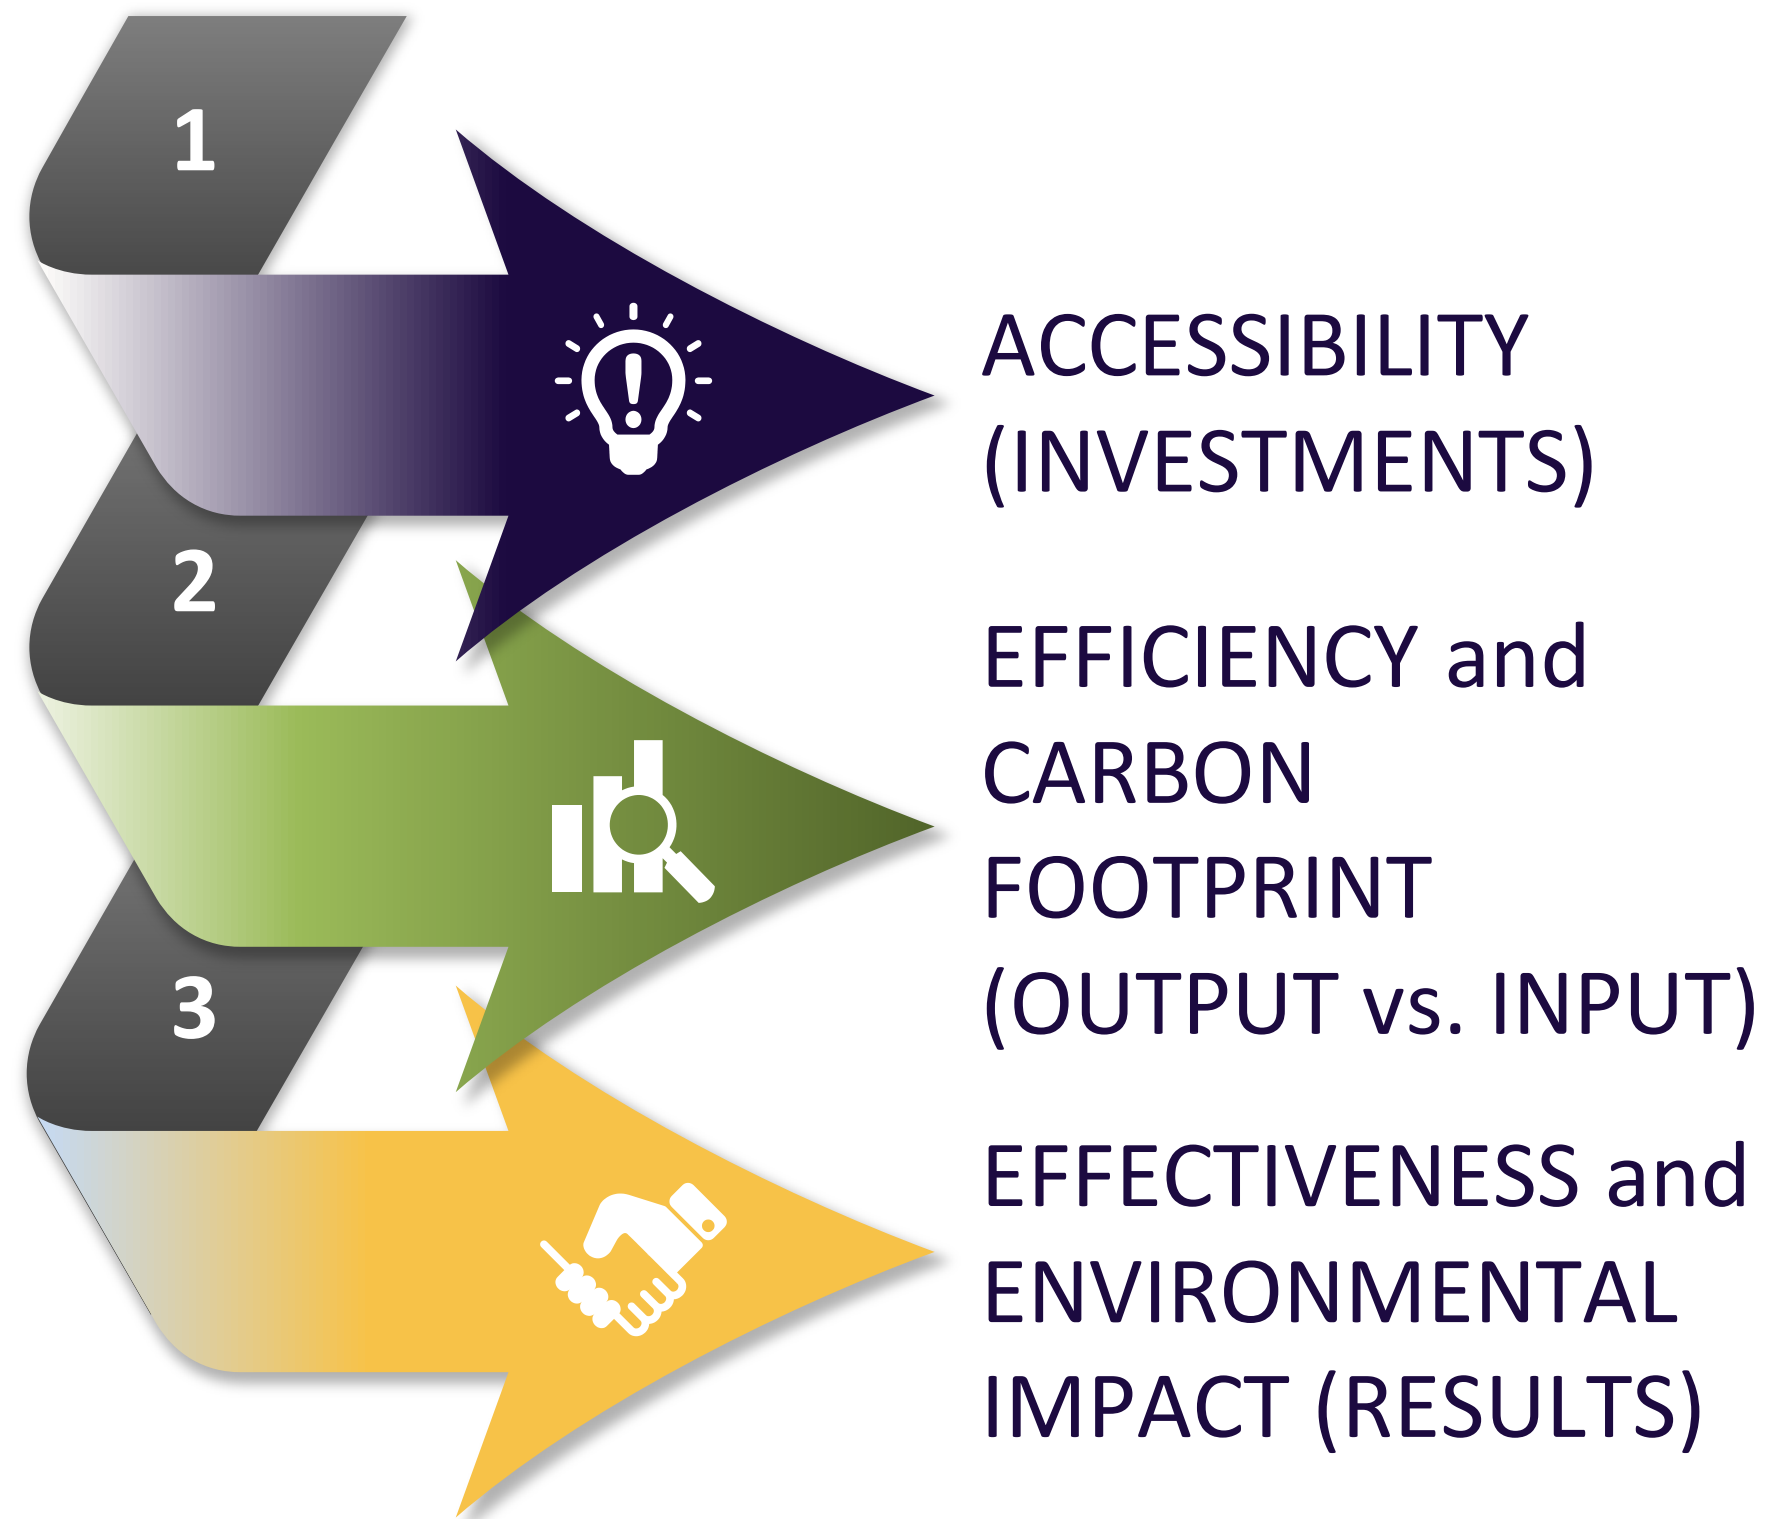 1
ACCESSIBILITY
(INVESTMENTS)
2
EFFICIENCY and
CARBON
FOOTPRINT
(OUTPUT vs. INPUT)
3
EFFECTIVENESS and
ENVIRONMENTAL
IMPACT (RESULTS)